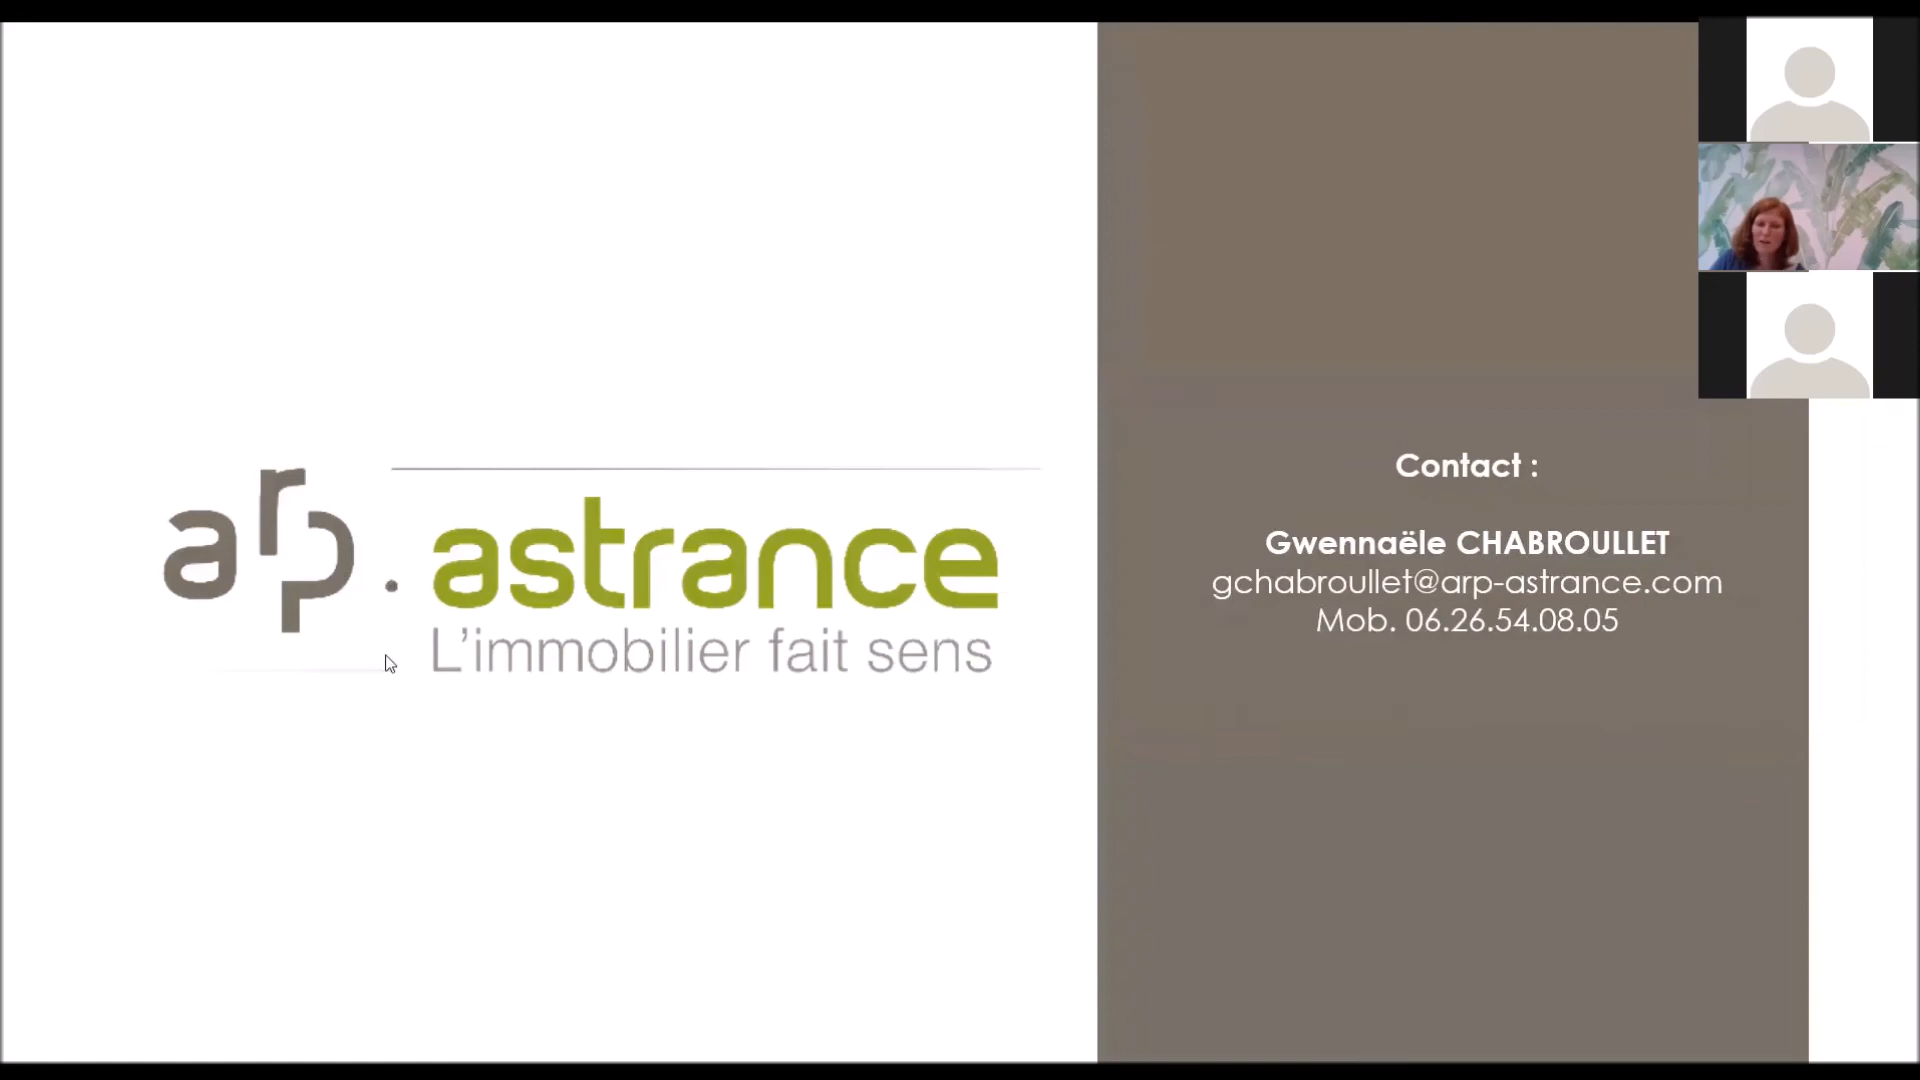 arp. astrance
L'immobilier fait sens
Contact :
Gwennaële CHABROULLET
gchabroullet@arp-astrance.com
Mob. 06.26.54.08.05